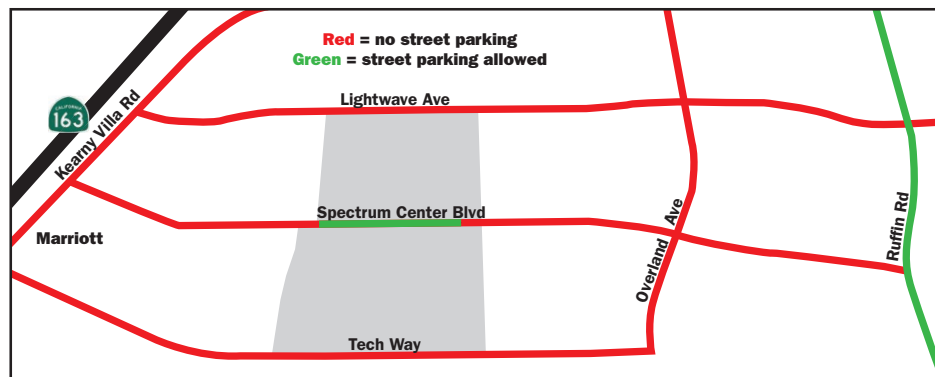 Red = no street parking
Green = street parking allowed
Lightwave Ave
CALIFORNIA
163
Kearny Villa Rd
Spectrum Center Blvd
Marriott
Overland Ave
Ruffin Rd
Tech Way